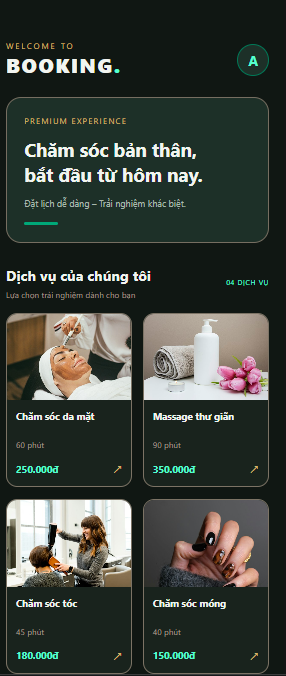 WELCOME TO
BOOKING.
A
PREMIUM EXPERIENCE
Chăm sóc bản thân,
bắt đầu từ hôm nay.
Đặt lịch dễ dàng – Trải nghiệm khác biệt.
Dịch vụ của chúng tôi
04 DỊCH VỤ
Lựa chọn trải nghiệm dành cho bạn
Chăm sóc da mặt
60 phút
250.000đ ↗
Massage thư giãn
90 phút
350.000đ ↗
Chăm sóc tóc
45 phút
180.000đ ↗
Chăm sóc móng
40 phút
150.000đ ↗